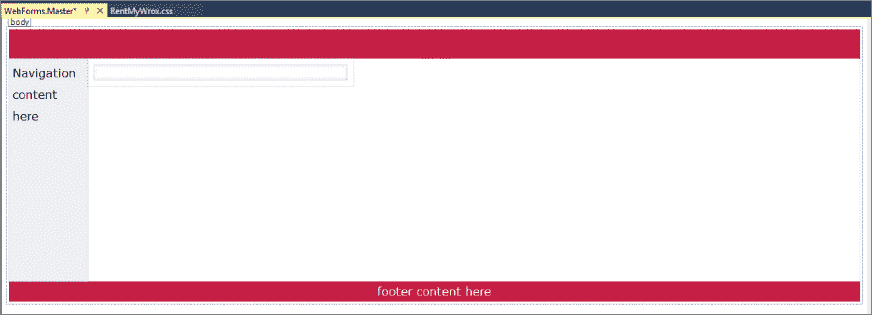 WebForms.Master*
RentMyWrox.css
body
Navigation
content
here
footer content here